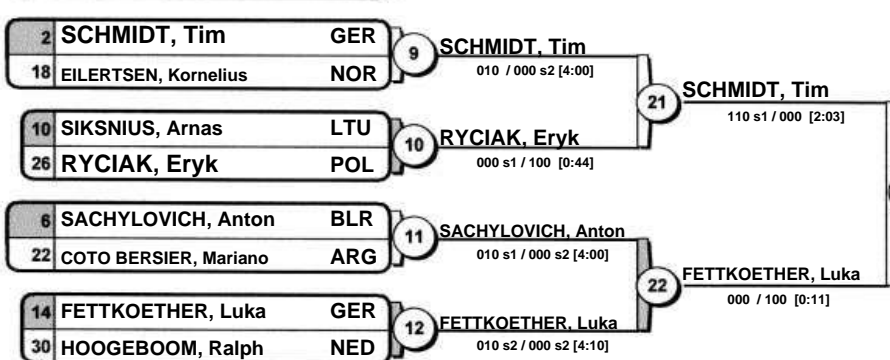 2 SCHMIDT, Tim GER
18 EILERTSEN, Kornelius NOR
9
SCHMIDT, Tim
010 / 000 s2 [4:00]
10 SIKSNIUS, Arnas LTU
26 RYCIAK, Eryk POL
10
RYCIAK, Eryk
000 s1 / 100 [0:44]
21
SCHMIDT, Tim
110 s1 / 000 [2:03]
6 SACHYLOVICH, Anton BLR
22 COTO BERSIER, Mariano ARG
11
SACHYLOVICH, Anton
010 s1 / 000 s2 [4:00]
14 FETTKOETHER, Luka GER
30 HOOGEBOOM, Ralph NED
12
FETTKOETHER, Luka
010 s2 / 000 s2 [4:10]
22
FETTKOETHER, Luka
000 / 100 [0:11]